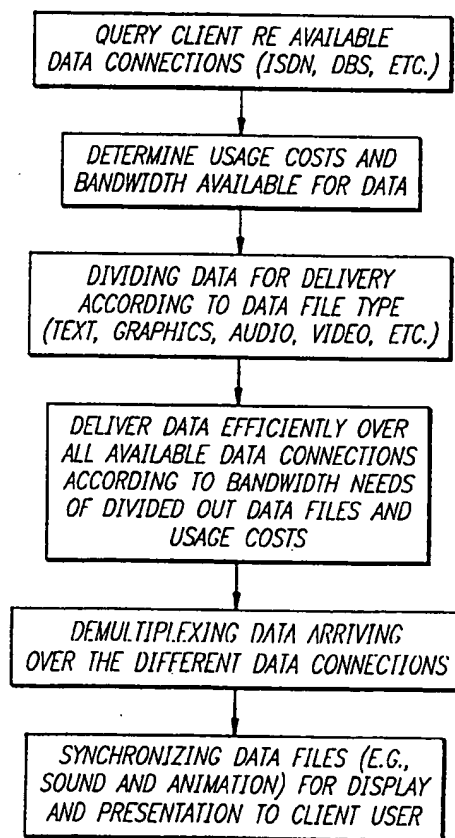 QUERY CLIENT RE AVAILABLE
DATA CONNECTIONS (ISDN, DBS, ETC.)
DETERMINE USAGE COSTS AND
BANDWIDTH AVAILABLE FOR DATA
DIVIDING DATA FOR DELIVERY
ACCORDING TO DATA FILE TYPE
(TEXT, GRAPHICS, AUDIO, VIDEO, ETC.)
DELIVER DATA EFFICIENTLY OVER
ALL AVAILABLE DATA CONNECTIONS
ACCORDING TO BANDWIDTH NEEDS
OF DIVIDED OUT DATA FILES AND
USAGE COSTS
DEMULTIPLEXING DATA ARRIVING
OVER THE DIFFERENT DATA CONNECTIONS
SYNCHRONIZING DATA FILES (E.G.,
SOUND AND ANIMATION) FOR DISPLAY
AND PRESENTATION TO CLIENT USER